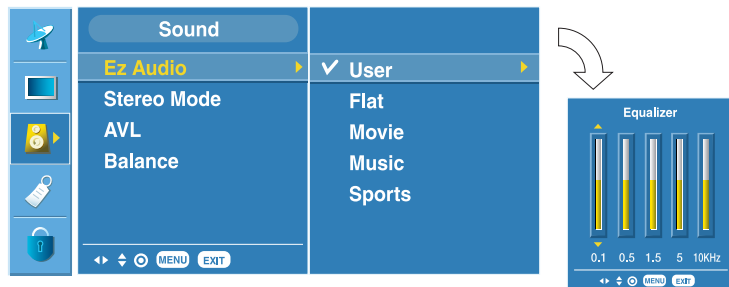 Sound
Ez Audio
Stereo Mode
AVL
Balance
MENU EXIT
User
Flat
Movie
Music
Sports
Equalizer
0.1 0.5 1.5 5 10KHz
MENU EXIT